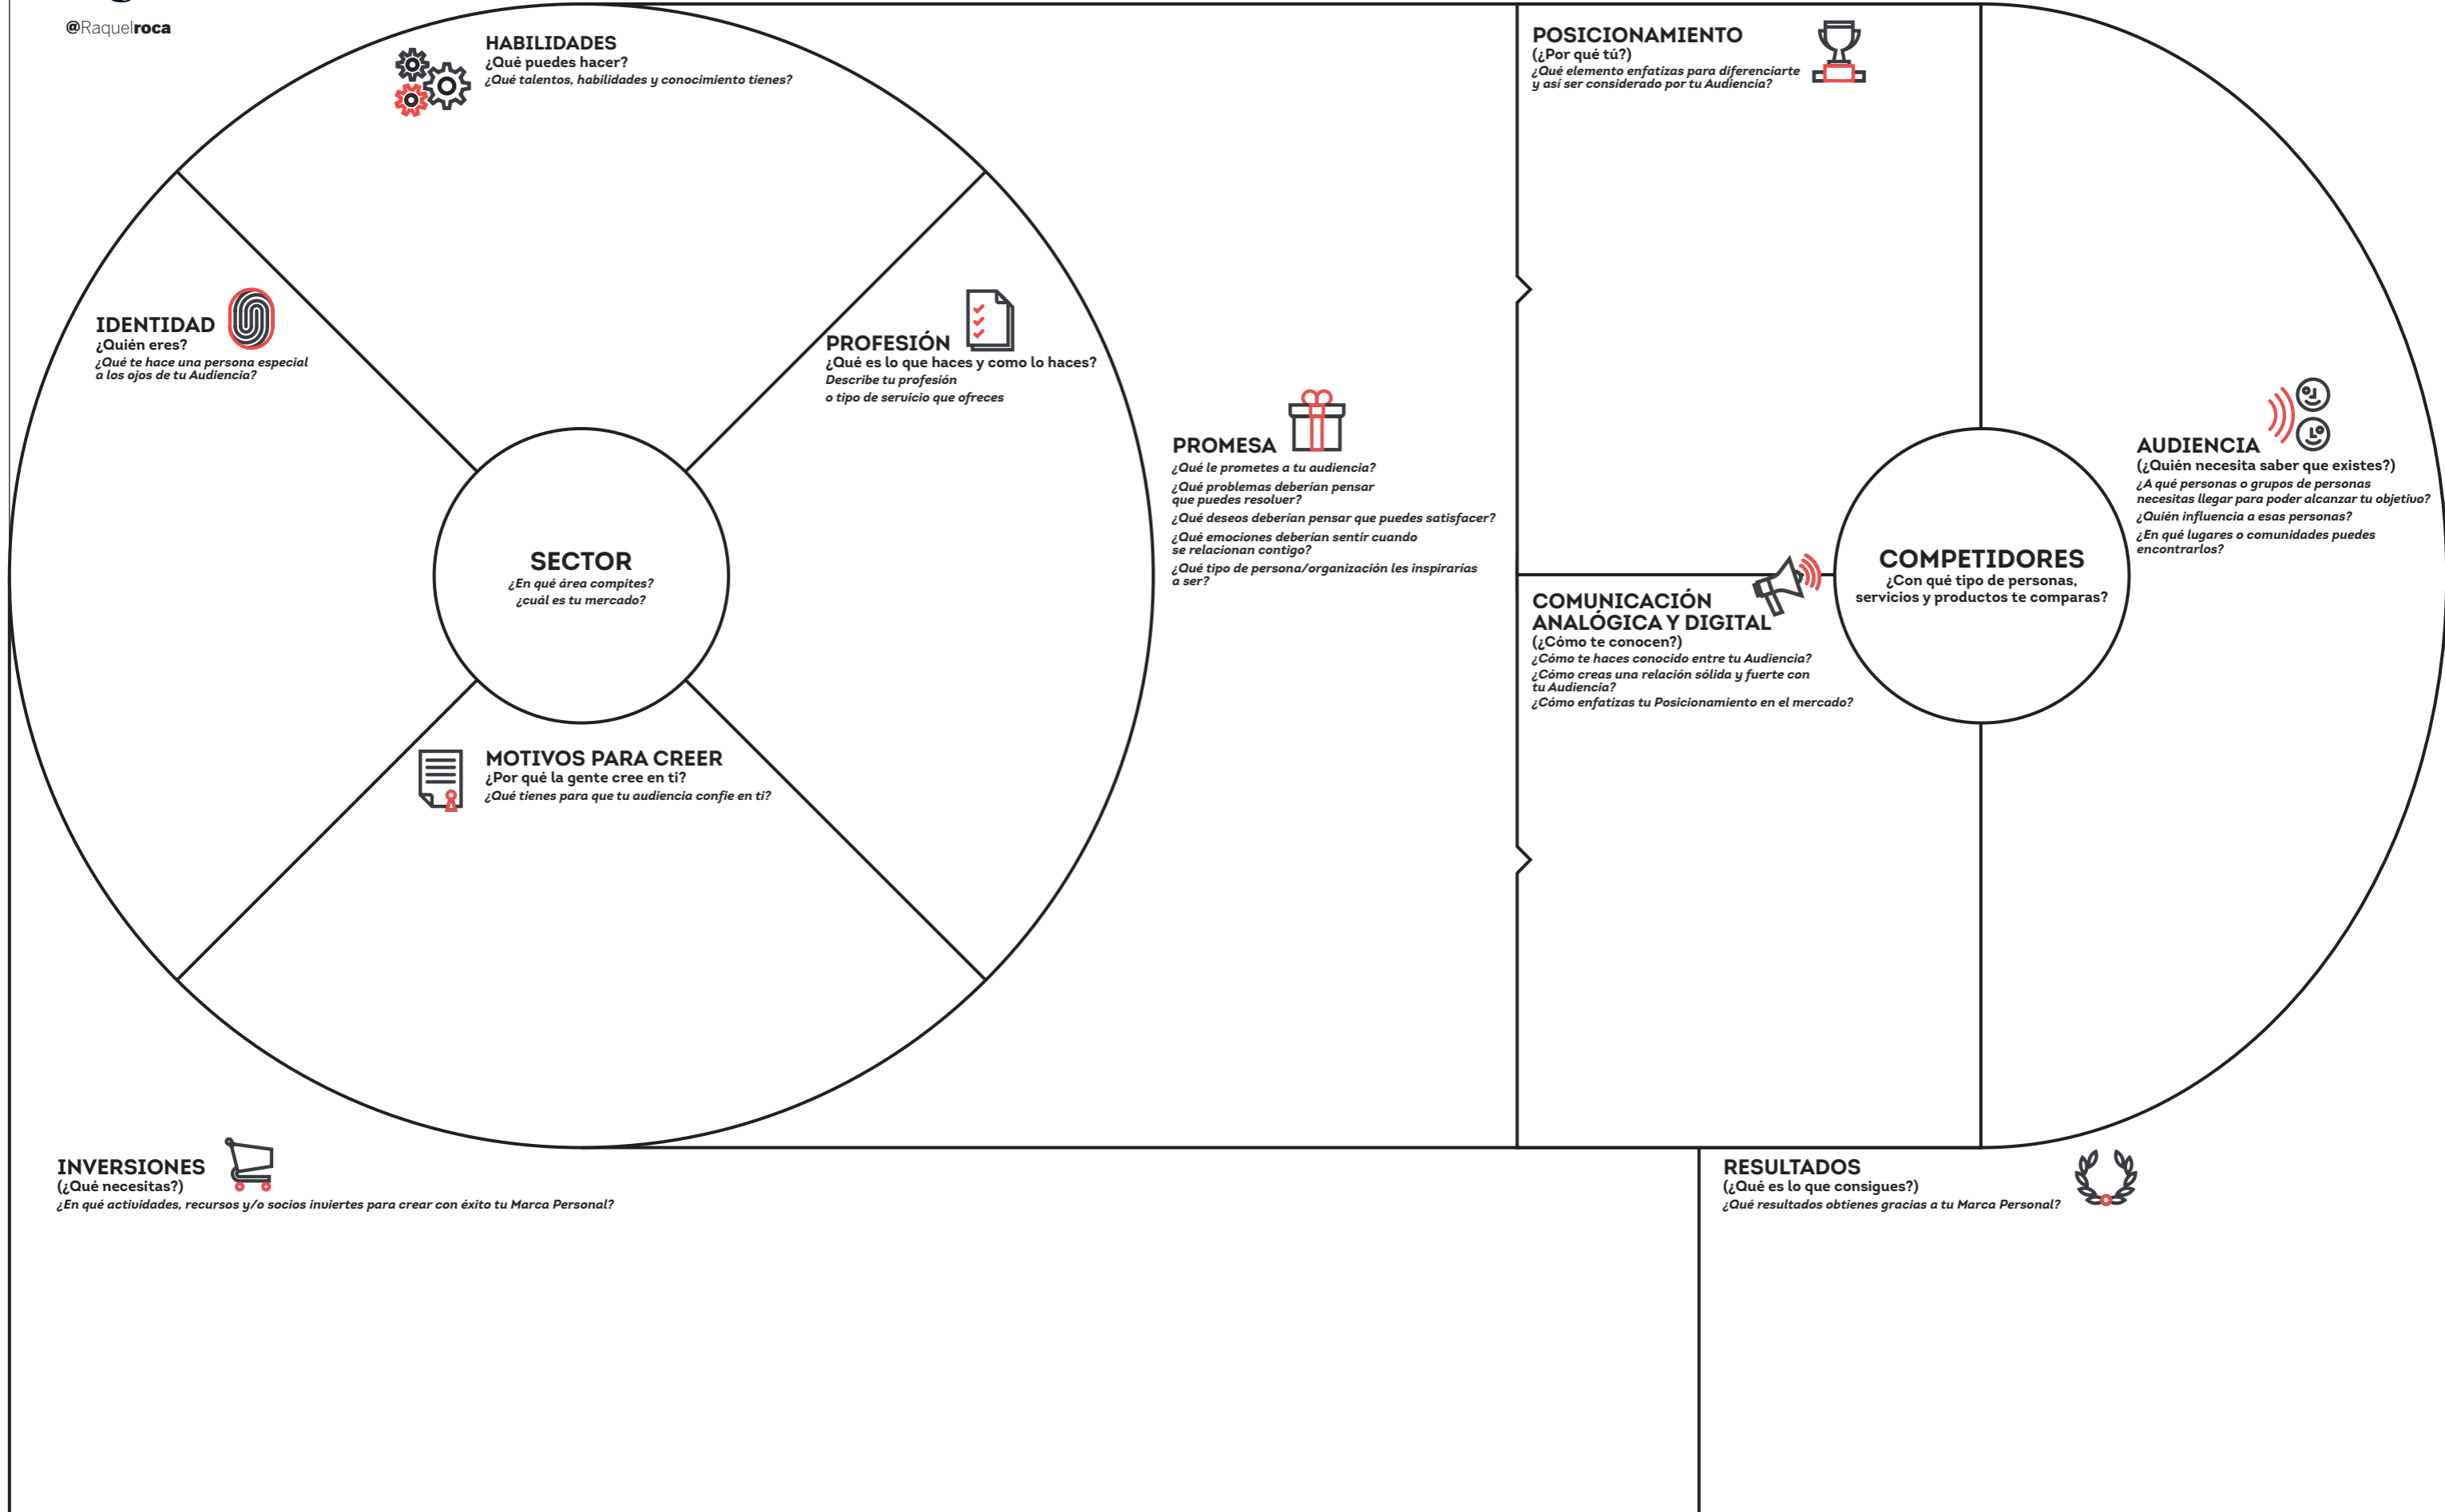 @Raquelroca
HABILIDADES
¿Qué puedes hacer?
¿Qué talentos, habilidades y conocimiento tienes?
IDENTIDAD
¿Quién eres?
¿Qué te hace una persona especial
a los ojos de tu Audiencia?
PROFESIÓN
¿Qué es lo que haces y como lo haces?
Describe tu profesión
o tipo de servicio que ofreces
SECTOR
¿En qué área compites?
¿cuál es tu mercado?
MOTIVOS PARA CREER
¿Por qué la gente cree en ti?
¿Qué tienes para que tu audiencia confie en ti?
PROMESA
¿Qué le prometes a tu audiencia?
¿Qué problemas deberían pensar
que puedes resolver?
¿Qué deseos deberían pensar que puedes satisfacer?
¿Qué emociones deberían sentir cuando
se relacionan contigo?
¿Qué tipo de persona/organización les inspirarías
a ser?
POSICIONAMIENTO
(¿Por qué tú?)
¿Qué elemento enfatizas para diferenciarte
y así ser considerado por tu Audiencia?
COMUNICACIÓN
ANALÓGICA Y DIGITAL
(¿Cómo te conocen?)
¿Cómo te haces conocido entre tu Audiencia?
¿Cómo creas una relación sólida y fuerte con
tu Audiencia?
¿Cómo enfatizas tu Posicionamiento en el mercado?
COMPETIDORES
¿Con qué tipo de personas,
servicios y productos te comparas?
AUDIENCIA
(¿Quién necesita saber que existes?)
¿A qué personas o grupos de personas
necesitas llegar para poder alcanzar tu objetivo?
¿Quién influencia a esas personas?
¿En qué lugares o comunidades puedes
encontrarlos?
INVERSIONES
(¿Qué necesitas?)
¿En qué actividades, recursos y/o socios inviertes para crear con éxito tu Marca Personal?
RESULTADOS
(¿Qué es lo que consigues?)
¿Qué resultados obtienes gracias a tu Marca Personal?